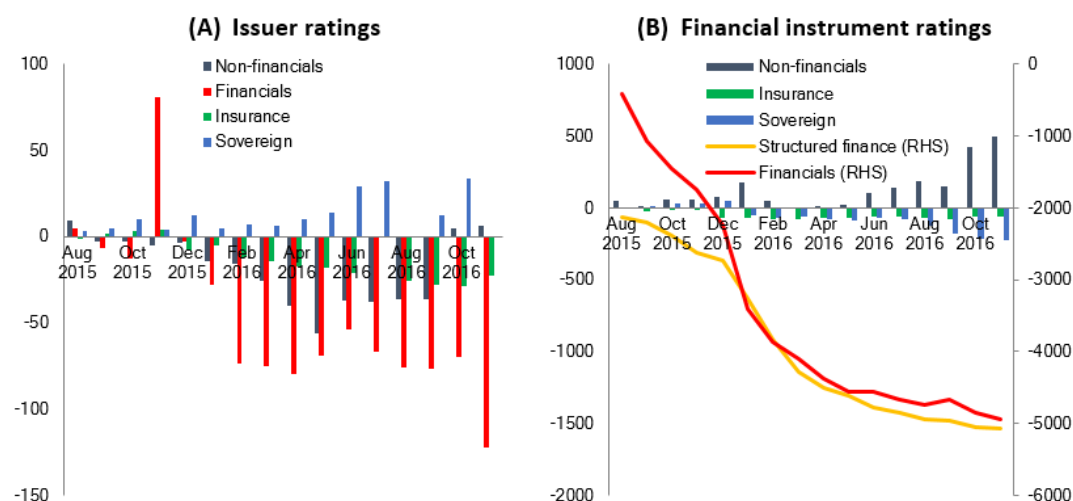 (A) Issuer ratings
100
50
0
-50
-100
-150
Non-financials
Financials
Insurance
Sovereign
Aug 2015
Oct 2015
Dec 2015
Feb 2016
Apr 2016
Jun 2016
Aug 2016
Oct 2016
(B) Financial instrument ratings
1000
500
0
-500
-1000
-1500
-2000
Non-financials
Insurance
Sovereign
Structured finance (RHS)
Financials (RHS)
Aug 2015
Oct 2015
Dec 2015
Feb 2016
Apr 2016
Jun 2016
Aug 2016
Oct 2016
0
-1000
-2000
-3000
-4000
-5000
-6000